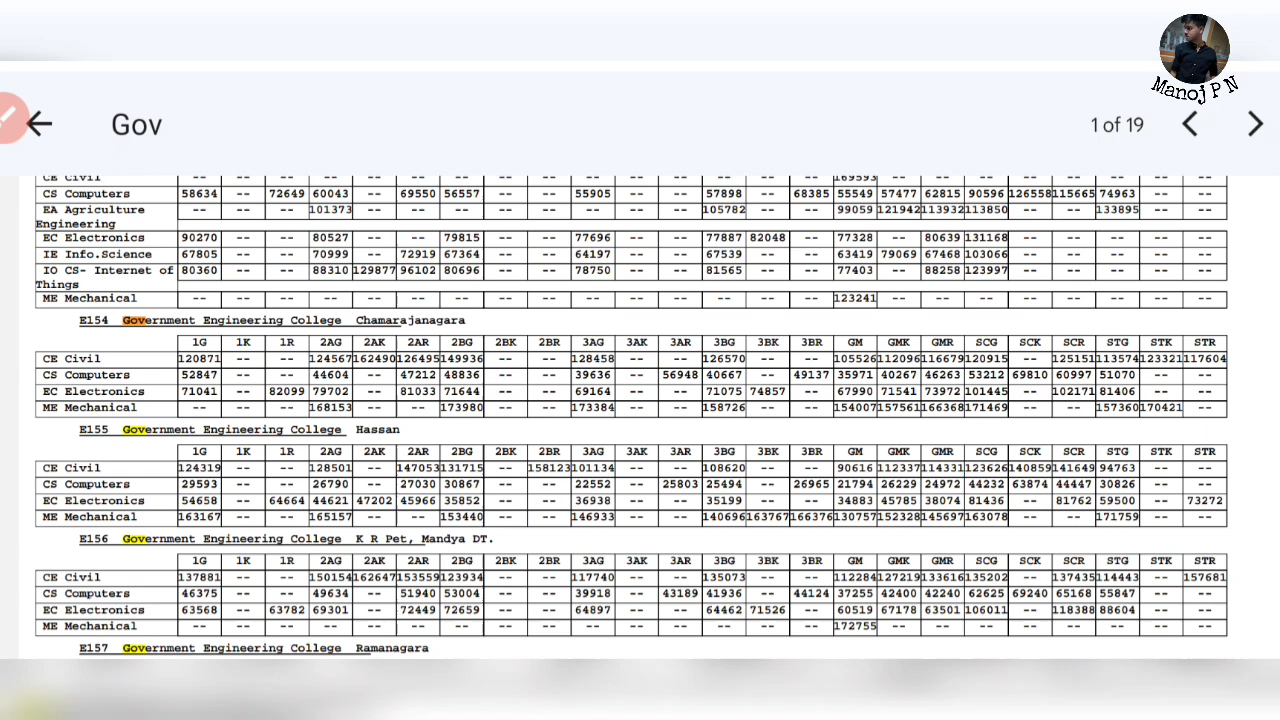 Manoj P N
Gov
1 of 19
CE Civil -- -- -- -- -- -- -- -- -- -- -- -- -- -- -- 169593
CS Computers 58634 -- 72649 60043 -- 69550 56557 -- -- 55905 -- -- 57898 -- 68385 55549 57477 62815 90596 126558 115665 74963 -- --
EA Agriculture -- -- -- 101373 -- -- -- -- -- -- -- -- 105782 -- -- 99059 121942 113932 113850 -- -- 133895 -- --
Engineering
EC Electronics 90270 -- -- 80527 -- -- 79815 -- -- 77696 -- -- 77887 82048 -- 77328 -- 80639 131168 -- -- -- -- --
IE Info.Science 67805 -- -- 70999 -- 72919 67364 -- -- 64197 -- -- 67539 -- -- 63419 79069 67468 103066 -- -- -- -- --
IO CS- Internet of 80360 -- -- 88310 129877 96102 80696 -- -- 78750 -- -- 81565 -- -- 77403 -- 88258 123997 -- -- -- -- --
Things
ME Mechanical -- -- -- -- -- -- -- -- -- -- -- -- -- -- -- 123241 -- -- -- -- -- -- -- --
E154 Government Engineering College Chamarajanagara
1G 1K 1R 2AG 2AK 2AR 2BG 2BK 2BR 3AG 3AK 3AR 3BG 3BK 3BR GM GMK GMR SCG SCK SCR STG STK STR
CE Civil 120871 -- -- 124567 162490 126495 149936 -- -- 128458 -- -- 126570 -- -- 105526 112096 116679 120915 -- 125151 113574 123321 117604
CS Computers 52847 -- -- 44604 -- 47212 48836 -- -- 39636 -- 56948 40667 -- 49137 35971 40267 46263 53212 69810 60997 51070 -- --
EC Electronics 71041 -- 82099 79702 -- 81033 71644 -- -- 69164 -- -- 71075 74857 -- 67990 71541 73972 101445 -- 102171 81406 -- --
ME Mechanical -- -- -- 168153 -- -- 173980 -- -- 173384 -- -- 158726 -- -- 154007 157561 166368 171469 -- -- 157360 170421 --
E155 Government Engineering College Hassan
1G 1K 1R 2AG 2AK 2AR 2BG 2BK 2BR 3AG 3AK 3AR 3BG 3BK 3BR GM GMK GMR SCG SCK SCR STG STK STR
CE Civil 124319 -- -- 128501 -- 147053 131715 -- 158123 101134 -- -- 108620 -- -- 90616 112337 114331 123626 140859 141649 94763 -- --
CS Computers 29593 -- -- 26790 -- 27030 30867 -- -- 22552 -- 25803 25494 -- 26965 21794 26229 24972 44232 63874 44447 30826 -- --
EC Electronics 54658 -- 64664 44621 47202 45966 35852 -- -- 36938 -- -- 35199 -- -- 34883 45785 38074 81436 -- 81762 59500 -- 73272
ME Mechanical 163167 -- -- 165157 -- -- 153440 -- -- 146933 -- -- 140696 163767 166376 130757 152328 145697 163078 -- -- 171759 -- --
E156 Government Engineering College K R Pet, Mandya DT.
1G 1K 1R 2AG 2AK 2AR 2BG 2BK 2BR 3AG 3AK 3AR 3BG 3BK 3BR GM GMK GMR SCG SCK SCR STG STK STR
CE Civil 137881 -- -- 150154 162647 153559 123934 -- -- 117740 -- -- 135073 -- -- 112284 127219 133616 135202 -- 137435 114443 -- 157681
CS Computers 46375 -- -- 49634 -- 51940 53004 -- -- 39918 -- 43189 41936 -- 44124 37255 42400 42240 62625 69240 65168 55847 -- --
EC Electronics 63568 -- 63782 69301 -- 72449 72659 -- -- 64897 -- -- 64462 71526 -- 60519 67178 63501 106011 -- 118388 88604 -- --
ME Mechanical -- -- -- -- -- -- -- -- -- -- -- -- -- -- -- 172755 -- -- -- -- -- -- -- --
E157 Government Engineering College Ramanagara